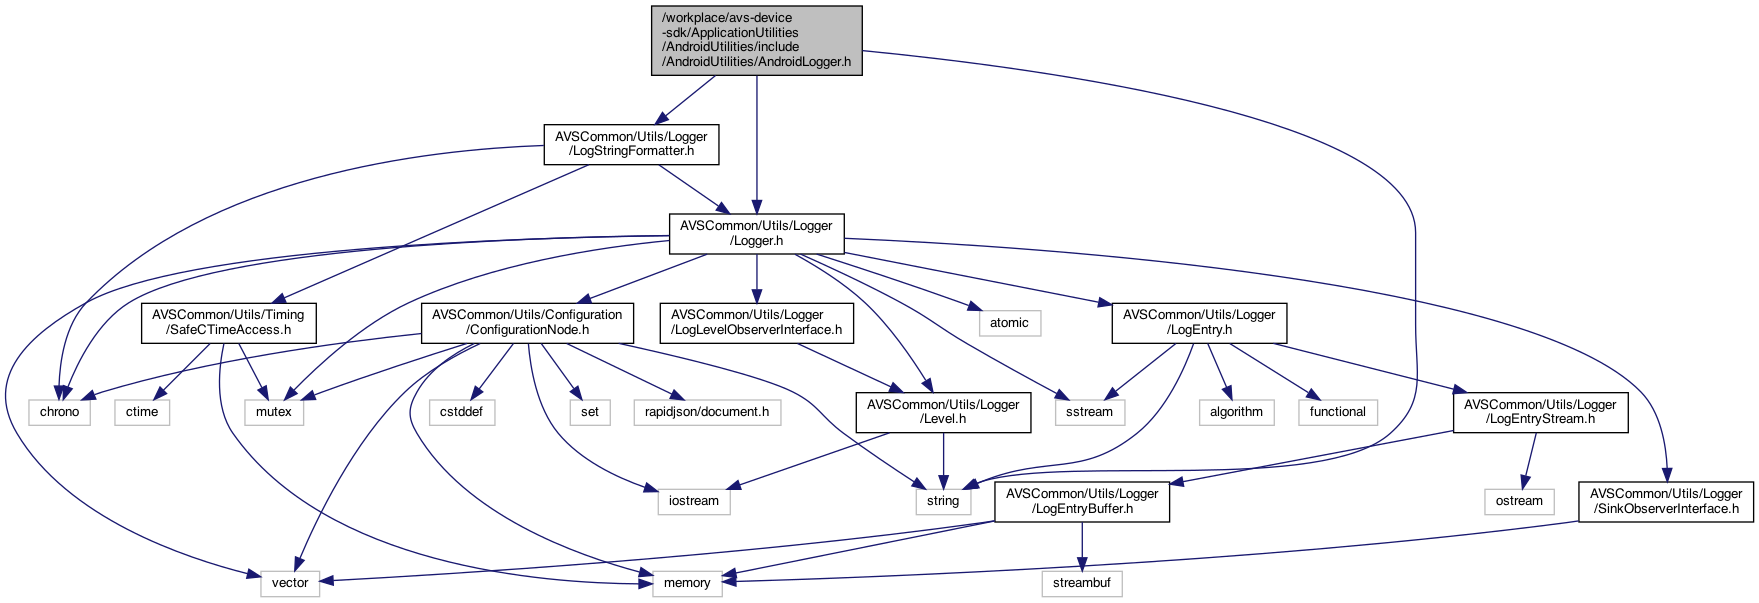 /workplace/avs-device
-sdk/ApplicationUtilities
/AndroidUtilities/include
/AndroidUtilities/AndroidLogger.h
AVSCommon/Utils/Logger
/LogStringFormatter.h
AVSCommon/Utils/Logger
/Logger.h
AVSCommon/Utils/Timing
/SafeCTimeAccess.h
AVSCommon/Utils/Configuration
/ConfigurationNode.h
AVSCommon/Utils/Logger
/LogLevelObserverInterface.h
atomic
AVSCommon/Utils/Logger
/LogEntry.h
chrono
ctime
mutex
cstddef
set
rapidjson/document.h
AVSCommon/Utils/Logger
/Level.h
sstream
algorithm
functional
AVSCommon/Utils/Logger
/LogEntryStream.h
iostream
string
AVSCommon/Utils/Logger
/LogEntryBuffer.h
ostream
AVSCommon/Utils/Logger
/SinkObserverInterface.h
vector
memory
streambuf